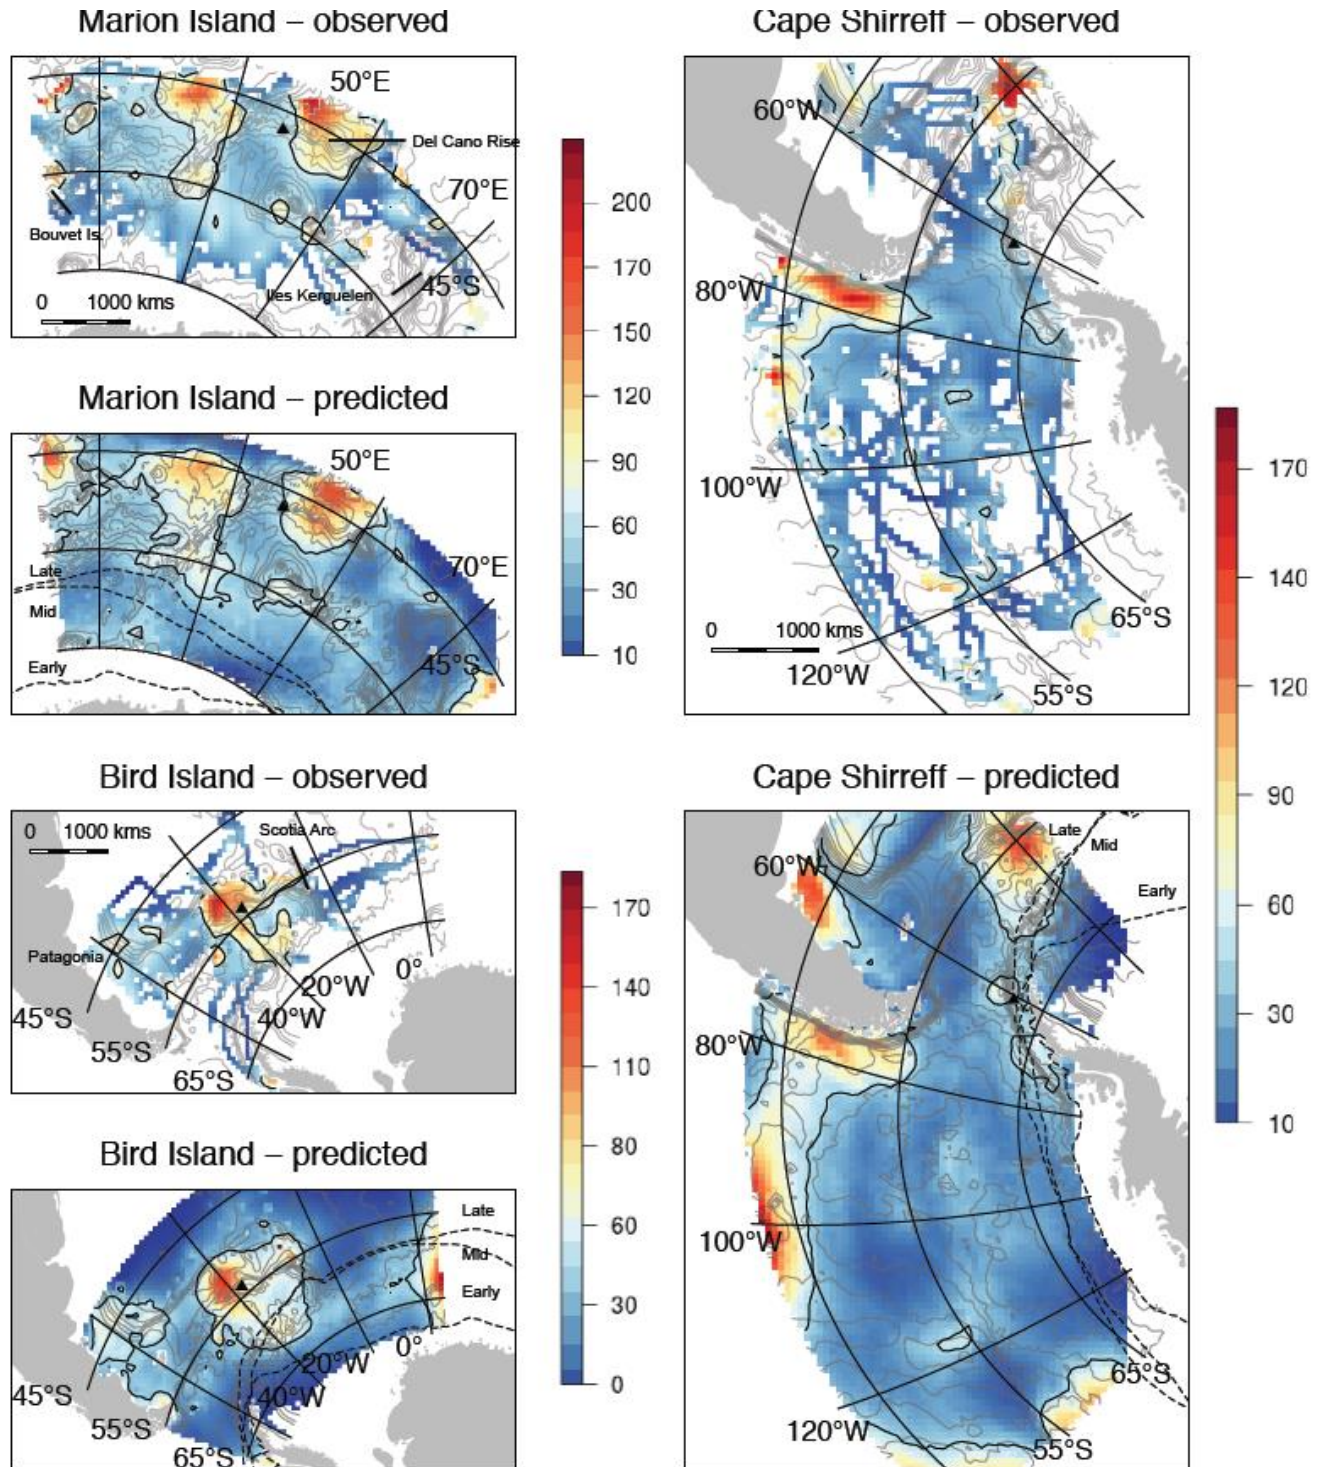 Marion Island – observed
50°E
Del Cano Rise
70°E
Bouvet Is.
Iles Kerguelen
45°S
0 1000 kms
200
170
150
120
90
60
30
10
Marion Island – predicted
50°E
70°E
Late
Mid
Early
45°S
Bird Island – observed
0 1000 kms
Scotia Arc
Patagonia
0°
20°W
40°W
45°S
55°S
65°S
170
140
110
80
60
30
0
Bird Island – predicted
Late
Mid
Early
0°
20°W
40°W
45°S
55°S
65°S
Cape Shirreff – observed
60°W
80°W
100°W
0 1000 kms
120°W
65°S
55°S
170
140
120
90
60
30
10
Cape Shirreff – predicted
Late
Mid
60°W
Early
80°W
100°W
65°S
120°W
55°S